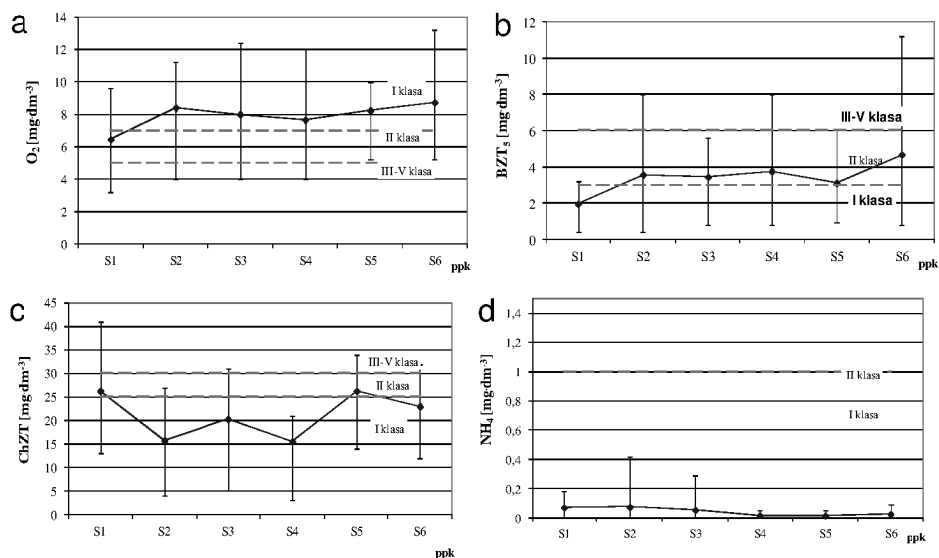 a
O₂ [mg·dm⁻³]
14
12
10
8
6
4
2
0
I klasa
II klasa
III-V klasa
S1 S2 S3 S4 S5 S6 ppk
b
BZT₅ [mg·dm⁻³]
12
10
8
6
4
2
0
III-V klasa
II klasa
I klasa
S1 S2 S3 S4 S5 S6 ppk
c
ChZT [mg·dm⁻³]
45
40
35
30
25
20
15
10
5
0
III-V klasa
II klasa
I klasa
S1 S2 S3 S4 S5 S6
ppk
d
NH₄ [mg·dm⁻³]
1,4
1,2
1
0,8
0,6
0,4
0,2
0
II klasa
I klasa
S1 S2 S3 S4 S5 S6 ppk